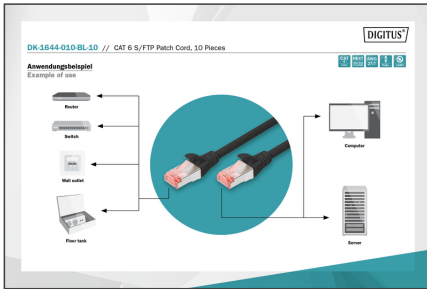 DIGITUS®
DK-1644-010-BL-10 // CAT 6 S/FTP Patch Cord, 10 Pieces
Anwendungsbeispiel
Example of use
Router
Switch
Wall outlet
Floor tank
Computer
Server